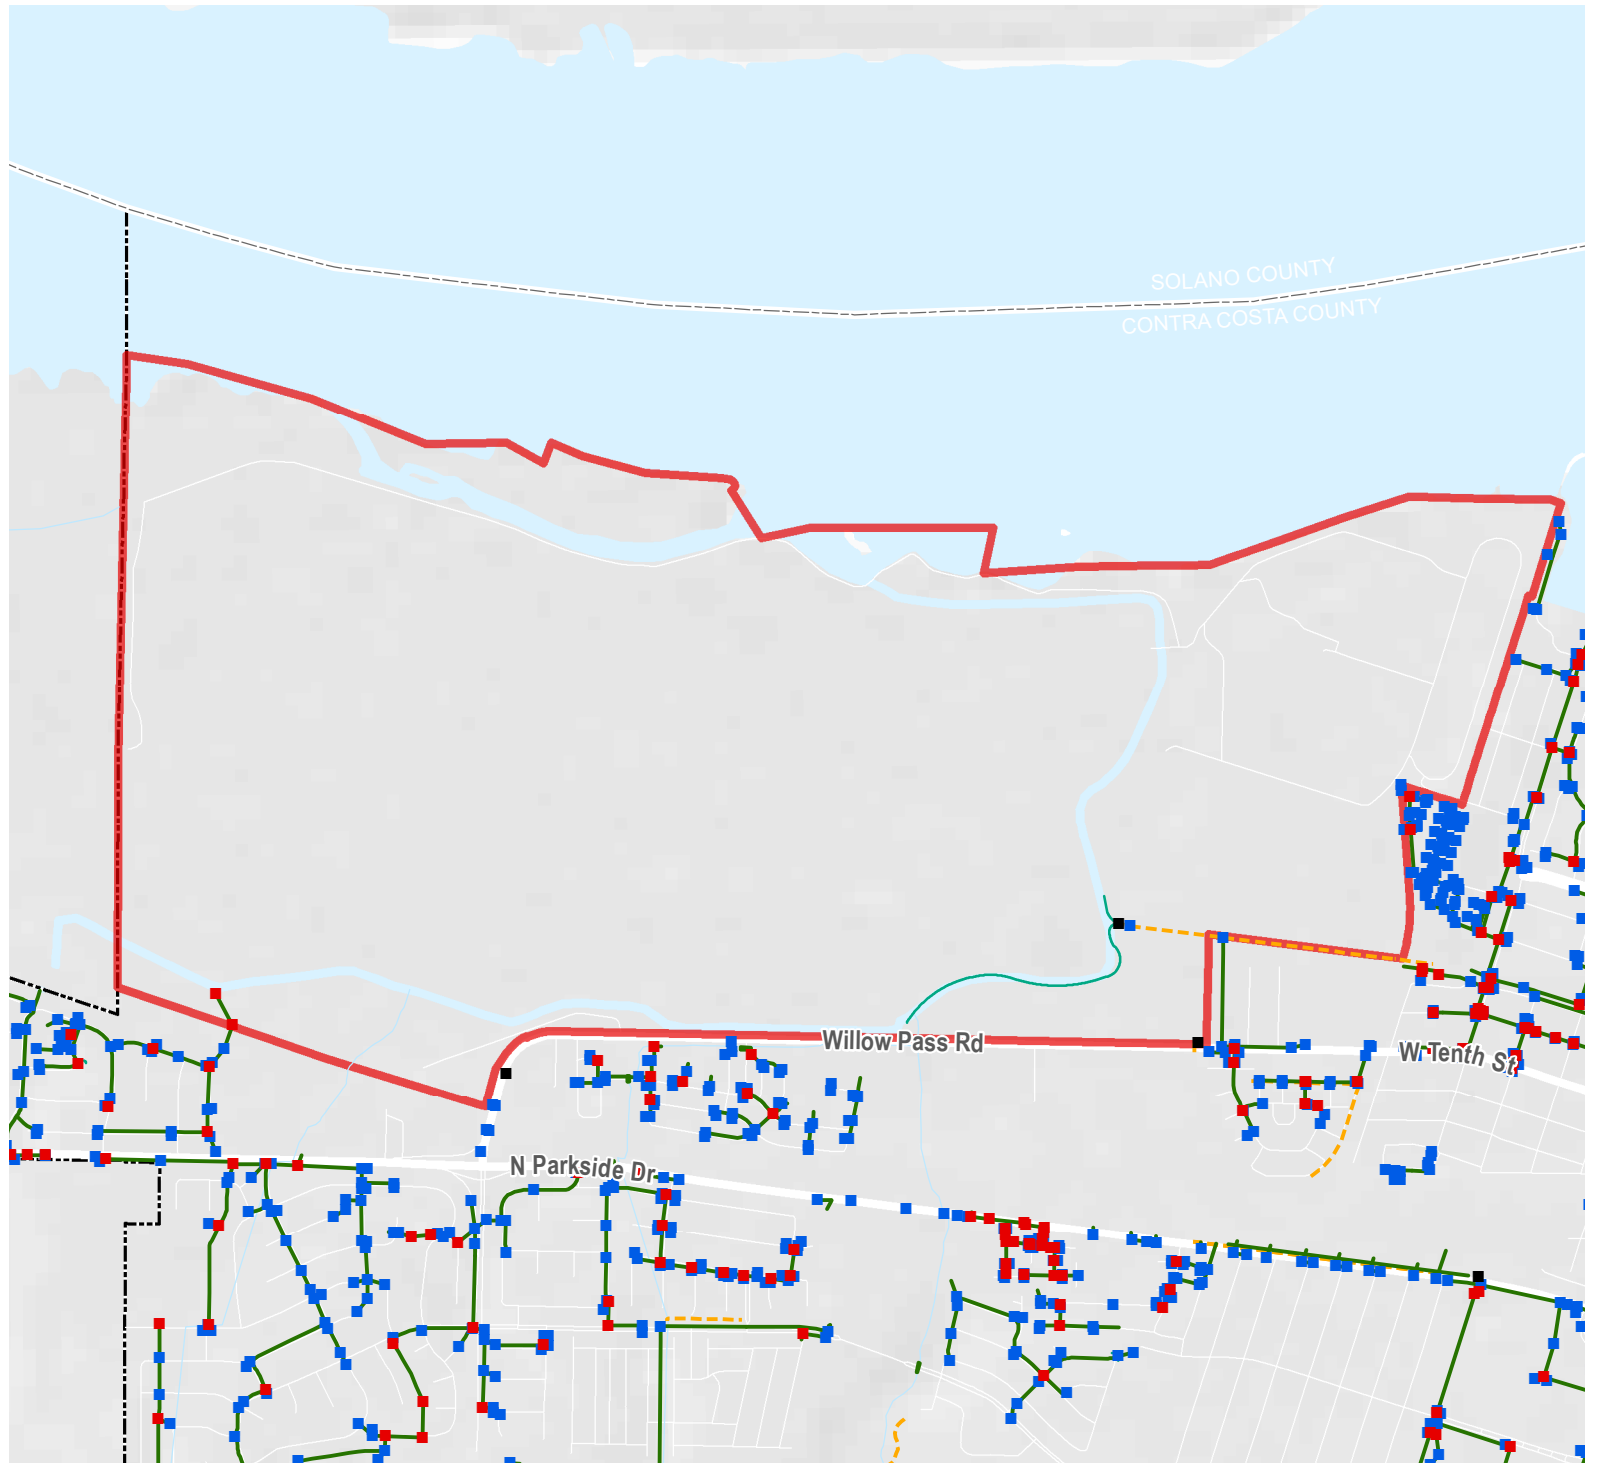 SOLANO COUNTY
CONTRA COSTA COUNTY
Willow Pass Rd
W Tenth St
N Parkside Dr